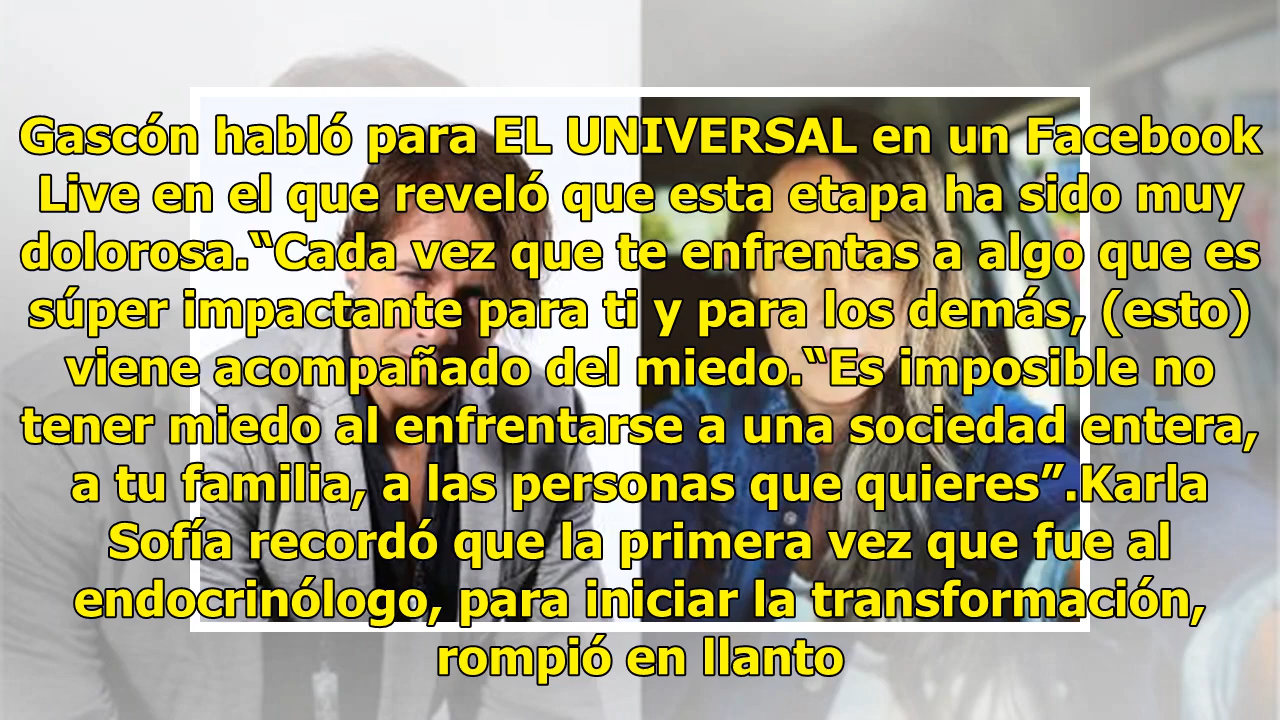 Gascón habló para EL UNIVERSAL en un Facebook
Live en el que reveló que esta etapa ha sido muy
dolorosa.“Cada vez que te enfrentas a algo que es
súper impactante para ti y para los demás, (esto)
viene acompañado del miedo.“Es imposible no
tener miedo al enfrentarse a una sociedad entera,
a tu familia, a las personas que quieres”.Karla
Sofía recordó que la primera vez que fue al
endocrinólogo, para iniciar la transformación,
rompió en llanto